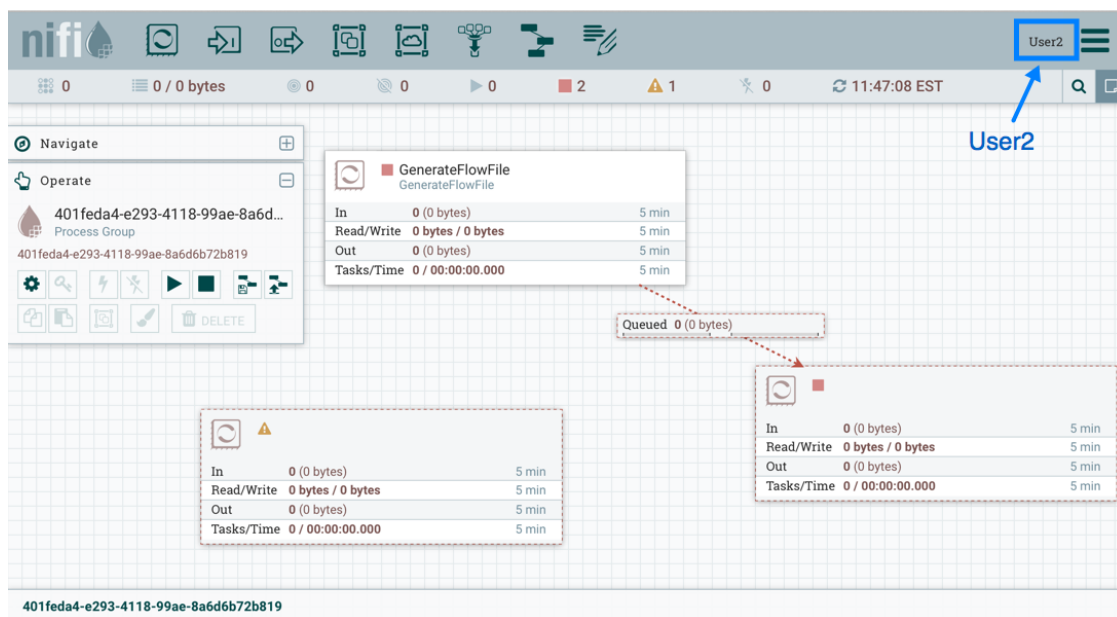 nifi
User2
0
0 / 0 bytes
0
0
0
2
1
0
11:47:08 EST
User2
Navigate
Operate
401feda4-e293-4118-99ae-8a6d...
Process Group
401feda4-e293-4118-99ae-8a6d6b72b819
DELETE
GenerateFlowFile
GenerateFlowFile
In 0 (0 bytes) 5 min
Read/Write 0 bytes / 0 bytes 5 min
Out 0 (0 bytes) 5 min
Tasks/Time 0 / 00:00:00.000 5 min
Queued 0 (0 bytes)
In 0 (0 bytes) 5 min
Read/Write 0 bytes / 0 bytes 5 min
Out 0 (0 bytes) 5 min
Tasks/Time 0 / 00:00:00.000 5 min
In 0 (0 bytes) 5 min
Read/Write 0 bytes / 0 bytes 5 min
Out 0 (0 bytes) 5 min
Tasks/Time 0 / 00:00:00.000 5 min
401feda4-e293-4118-99ae-8a6d6b72b819